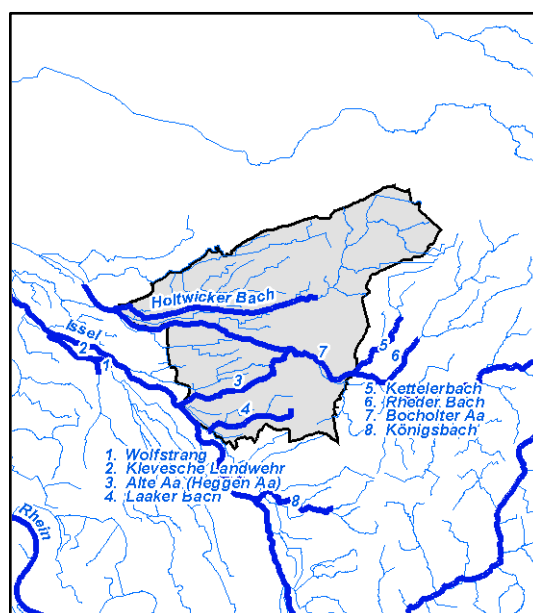 Holtwicker Bach
Issel
2
1
7
5
6
3
4
5. Kettelerbach
6. Rheder Bach
7. Bocholter Aa
8. Königsbach
1. Wolfstrang
2. Klevesche Landwehr
3. Alte Aa (Heggen Aa)
4. Laaker Bach
8
Rhein